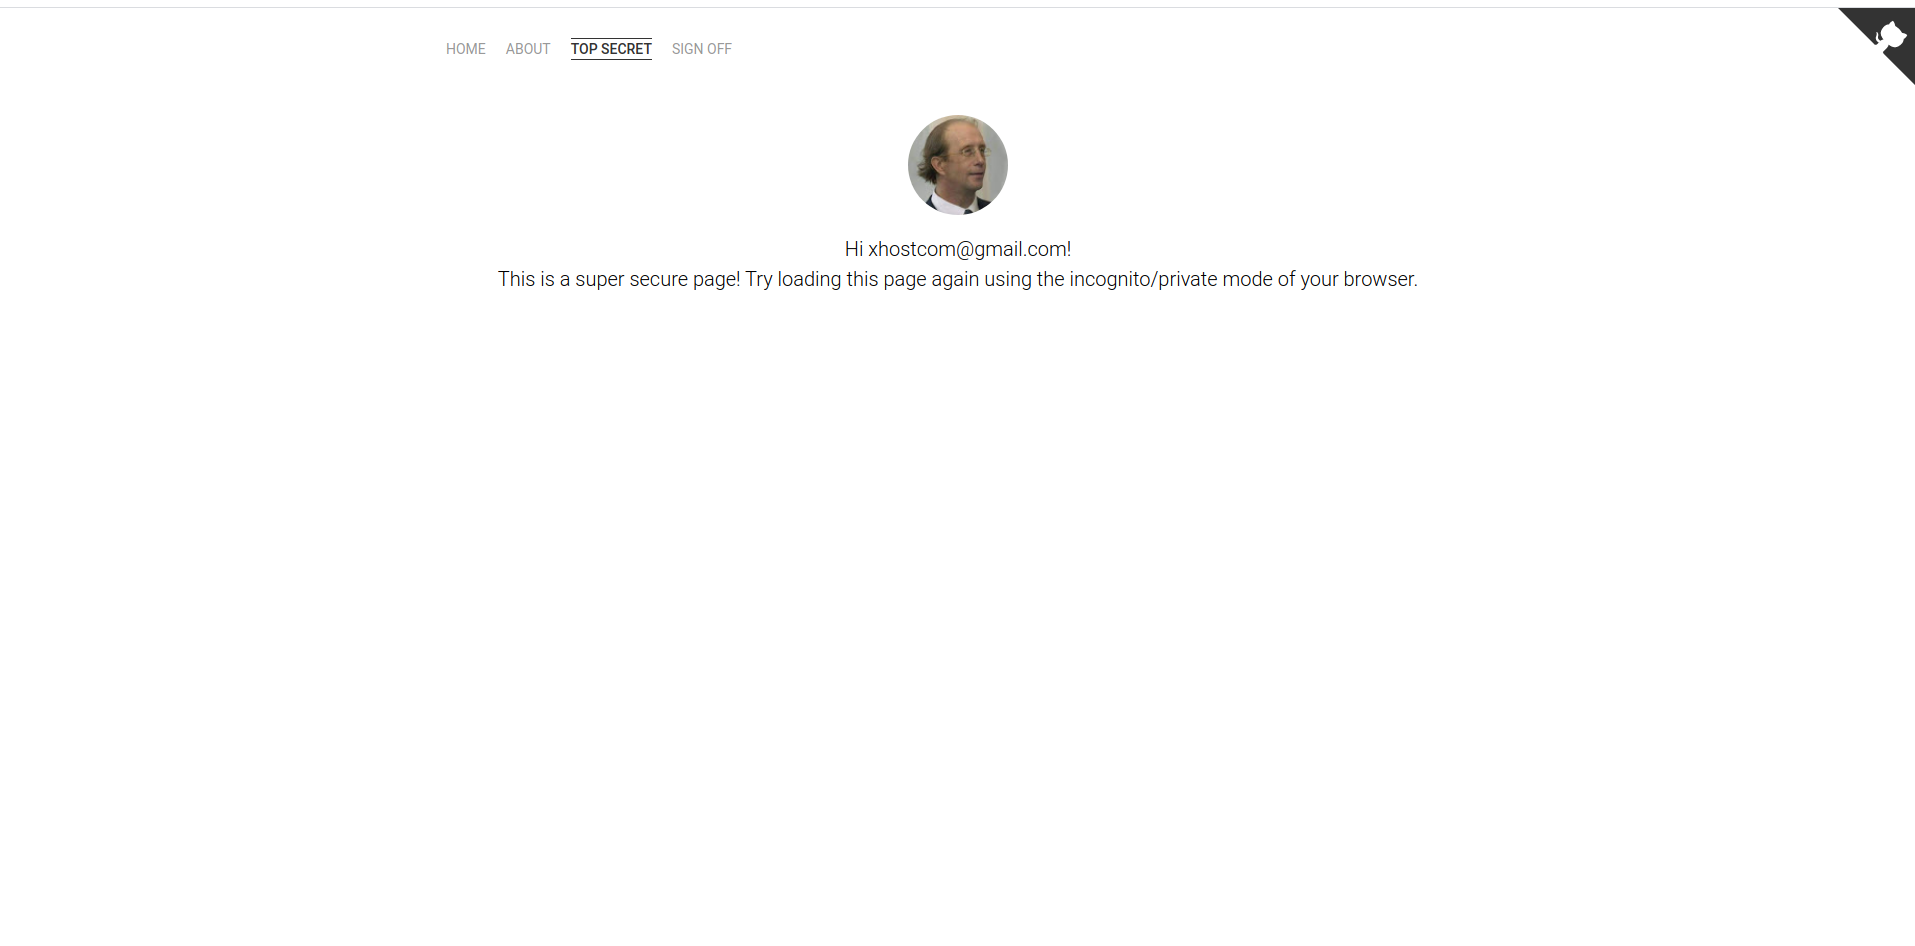 HOME ABOUT TOP SECRET SIGN OFF
Hi xhostcom@gmail.com!
This is a super secure page! Try loading this page again using the incognito/private mode of your browser.